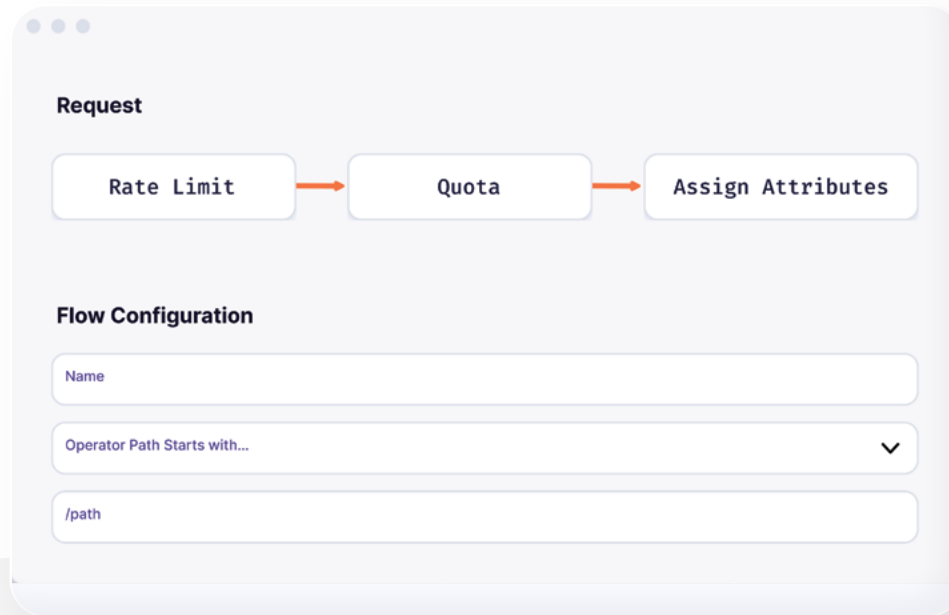 Request
Rate Limit
Quota
Assign Attributes
Flow Configuration
Name
Operator Path Starts with...
/path